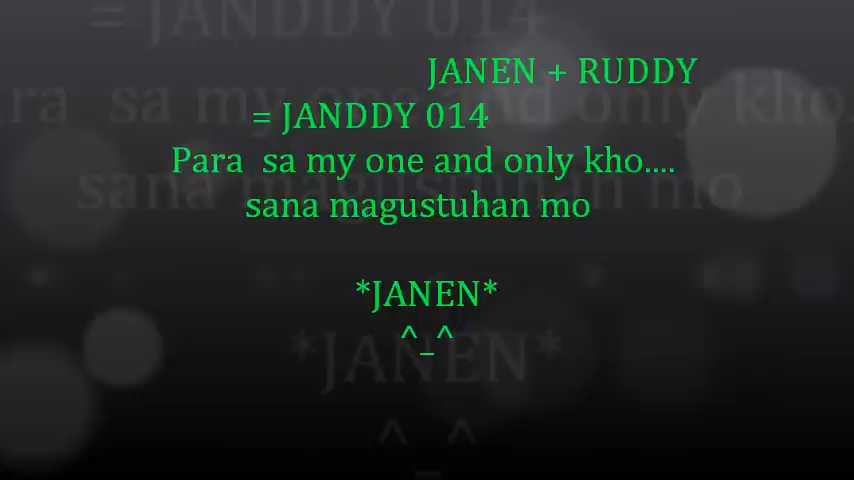 JANEN + RUDDY
= JANDDY 014
Para  sa my one and only kho....
sana magustuhan mo
*JANEN*
^_^